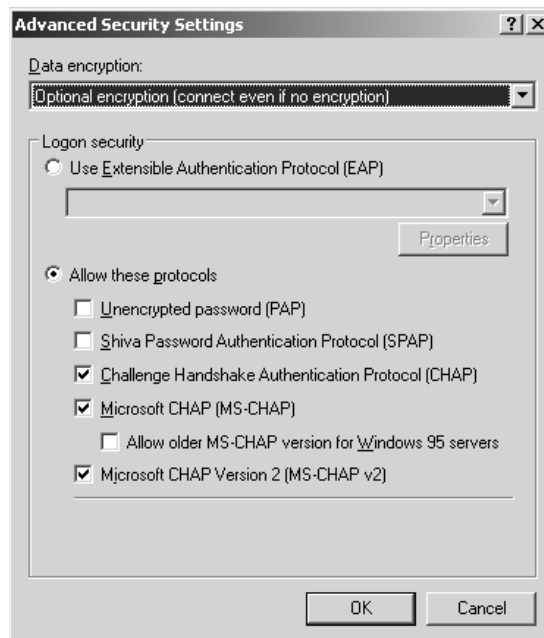 Advanced Security Settings
Data encryption:
Optional encryption (connect even if no encryption)
Logon security
Use Extensible Authentication Protocol (EAP)
Properties
Allow these protocols
Unencrypted password (PAP)
Shiva Password Authentication Protocol (SPAP)
Challenge Handshake Authentication Protocol (CHAP)
Microsoft CHAP (MS-CHAP)
Allow older MS-CHAP version for Windows 95 servers
Microsoft CHAP Version 2 (MS-CHAP v2)
OK Cancel